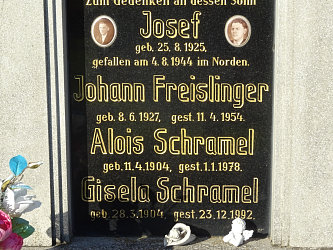 zum Gedenken an dessen Sohn
Josef
geb. 25. 8. 1925,
gefallen am 4. 8. 1944 im Norden.
Johann Freislinger
geb. 8. 6. 1927, gest. 11. 4. 1954.
Alois Schramel
geb. 11. 4. 1904, gest. 1. 1. 1978.
Gisela Schramel
geb. 28. 3. 1904, gest. 23. 12. 1992.